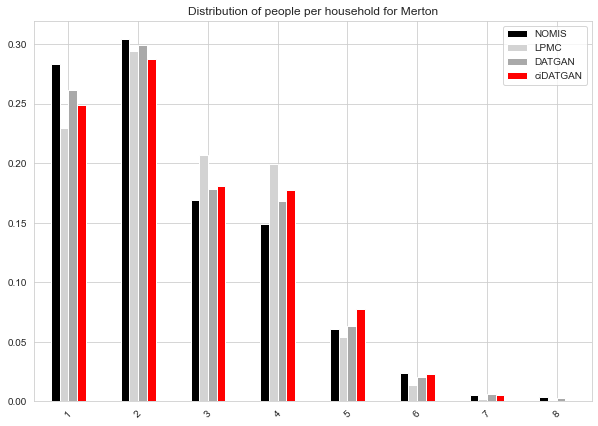 Distribution of people per household for Merton
NOMIS
LPMC
DATGAN
ciDATGAN
0.30
0.25
0.20
0.15
0.10
0.05
0.00
1 2 3 4 5 6 7 8